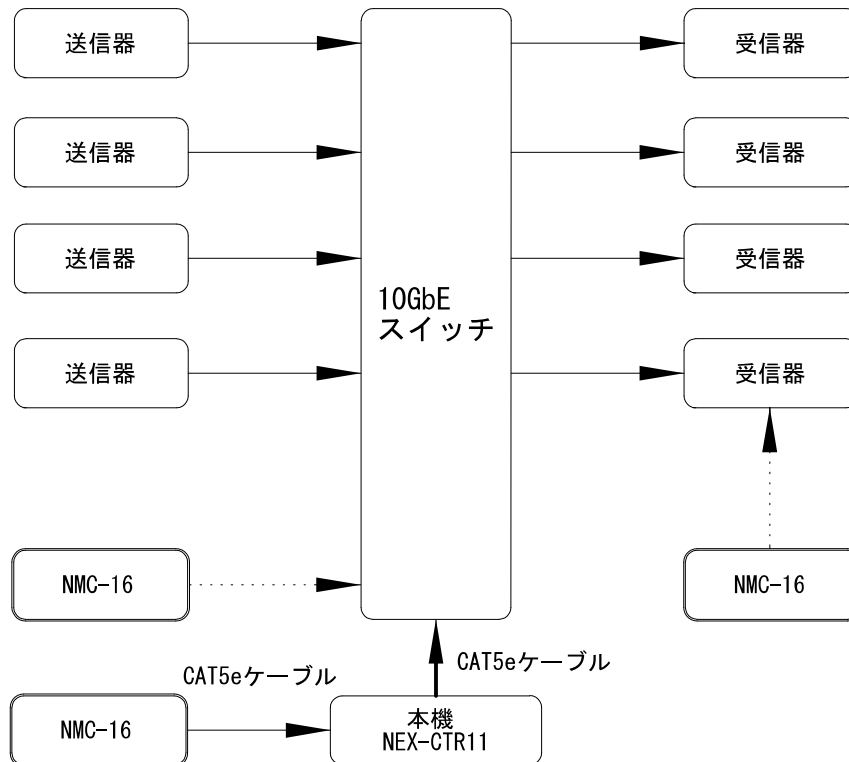 送信器
受信器
送信器
受信器
送信器
受信器
10GbE
スイッチ
送信器
受信器
NMC-16
NMC-16
CAT5eケーブル
CAT5eケーブル
NMC-16
本機
NEX-CTR11